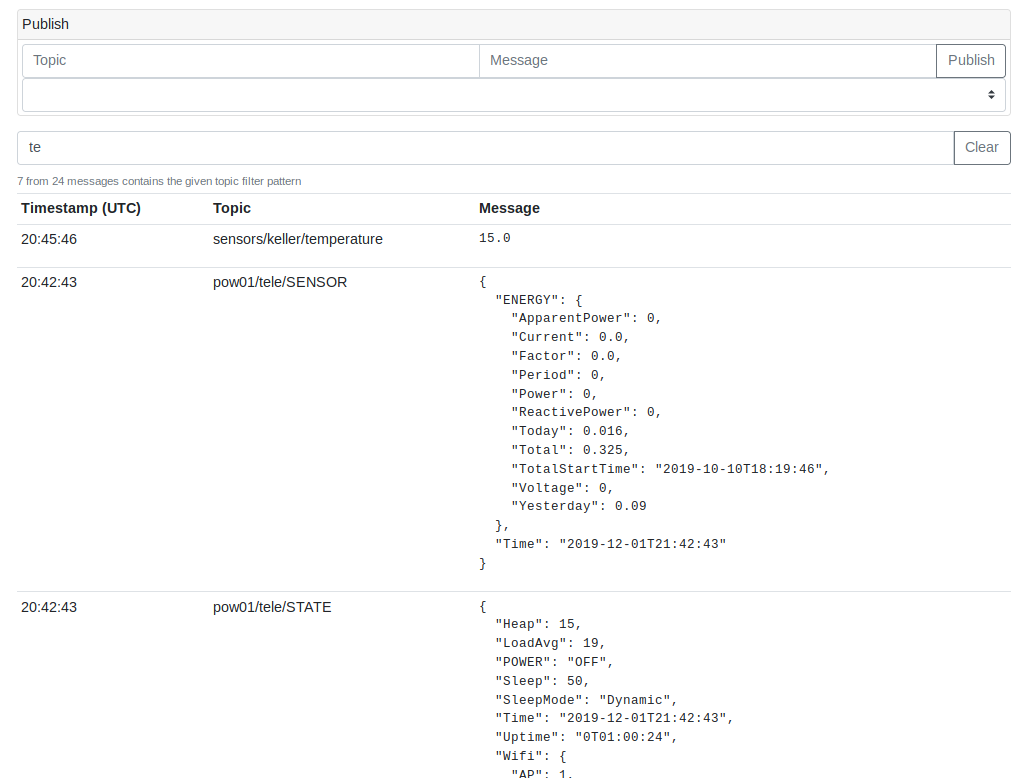 Publish
Topic Message Publish
te Clear
7 from 24 messages contains the given topic filter pattern
Timestamp (UTC) Topic Message
20:45:46 sensors/keller/temperature 15.0
20:42:43 pow01/tele/SENSOR {
  "ENERGY": {
    "ApparentPower": 0,
    "Current": 0.0,
    "Factor": 0.0,
    "Period": 0,
    "Power": 0,
    "ReactivePower": 0,
    "Today": 0.016,
    "Total": 0.325,
    "TotalStartTime": "2019-10-10T18:19:46",
    "Voltage": 0,
    "Yesterday": 0.09
  },
  "Time": "2019-12-01T21:42:43"
}
20:42:43 pow01/tele/STATE {
  "Heap": 15,
  "LoadAvg": 19,
  "POWER": "OFF",
  "Sleep": 50,
  "SleepMode": "Dynamic",
  "Time": "2019-12-01T21:42:43",
  "Uptime": "0T01:00:24",
  "Wifi": {
    "AP": 1,